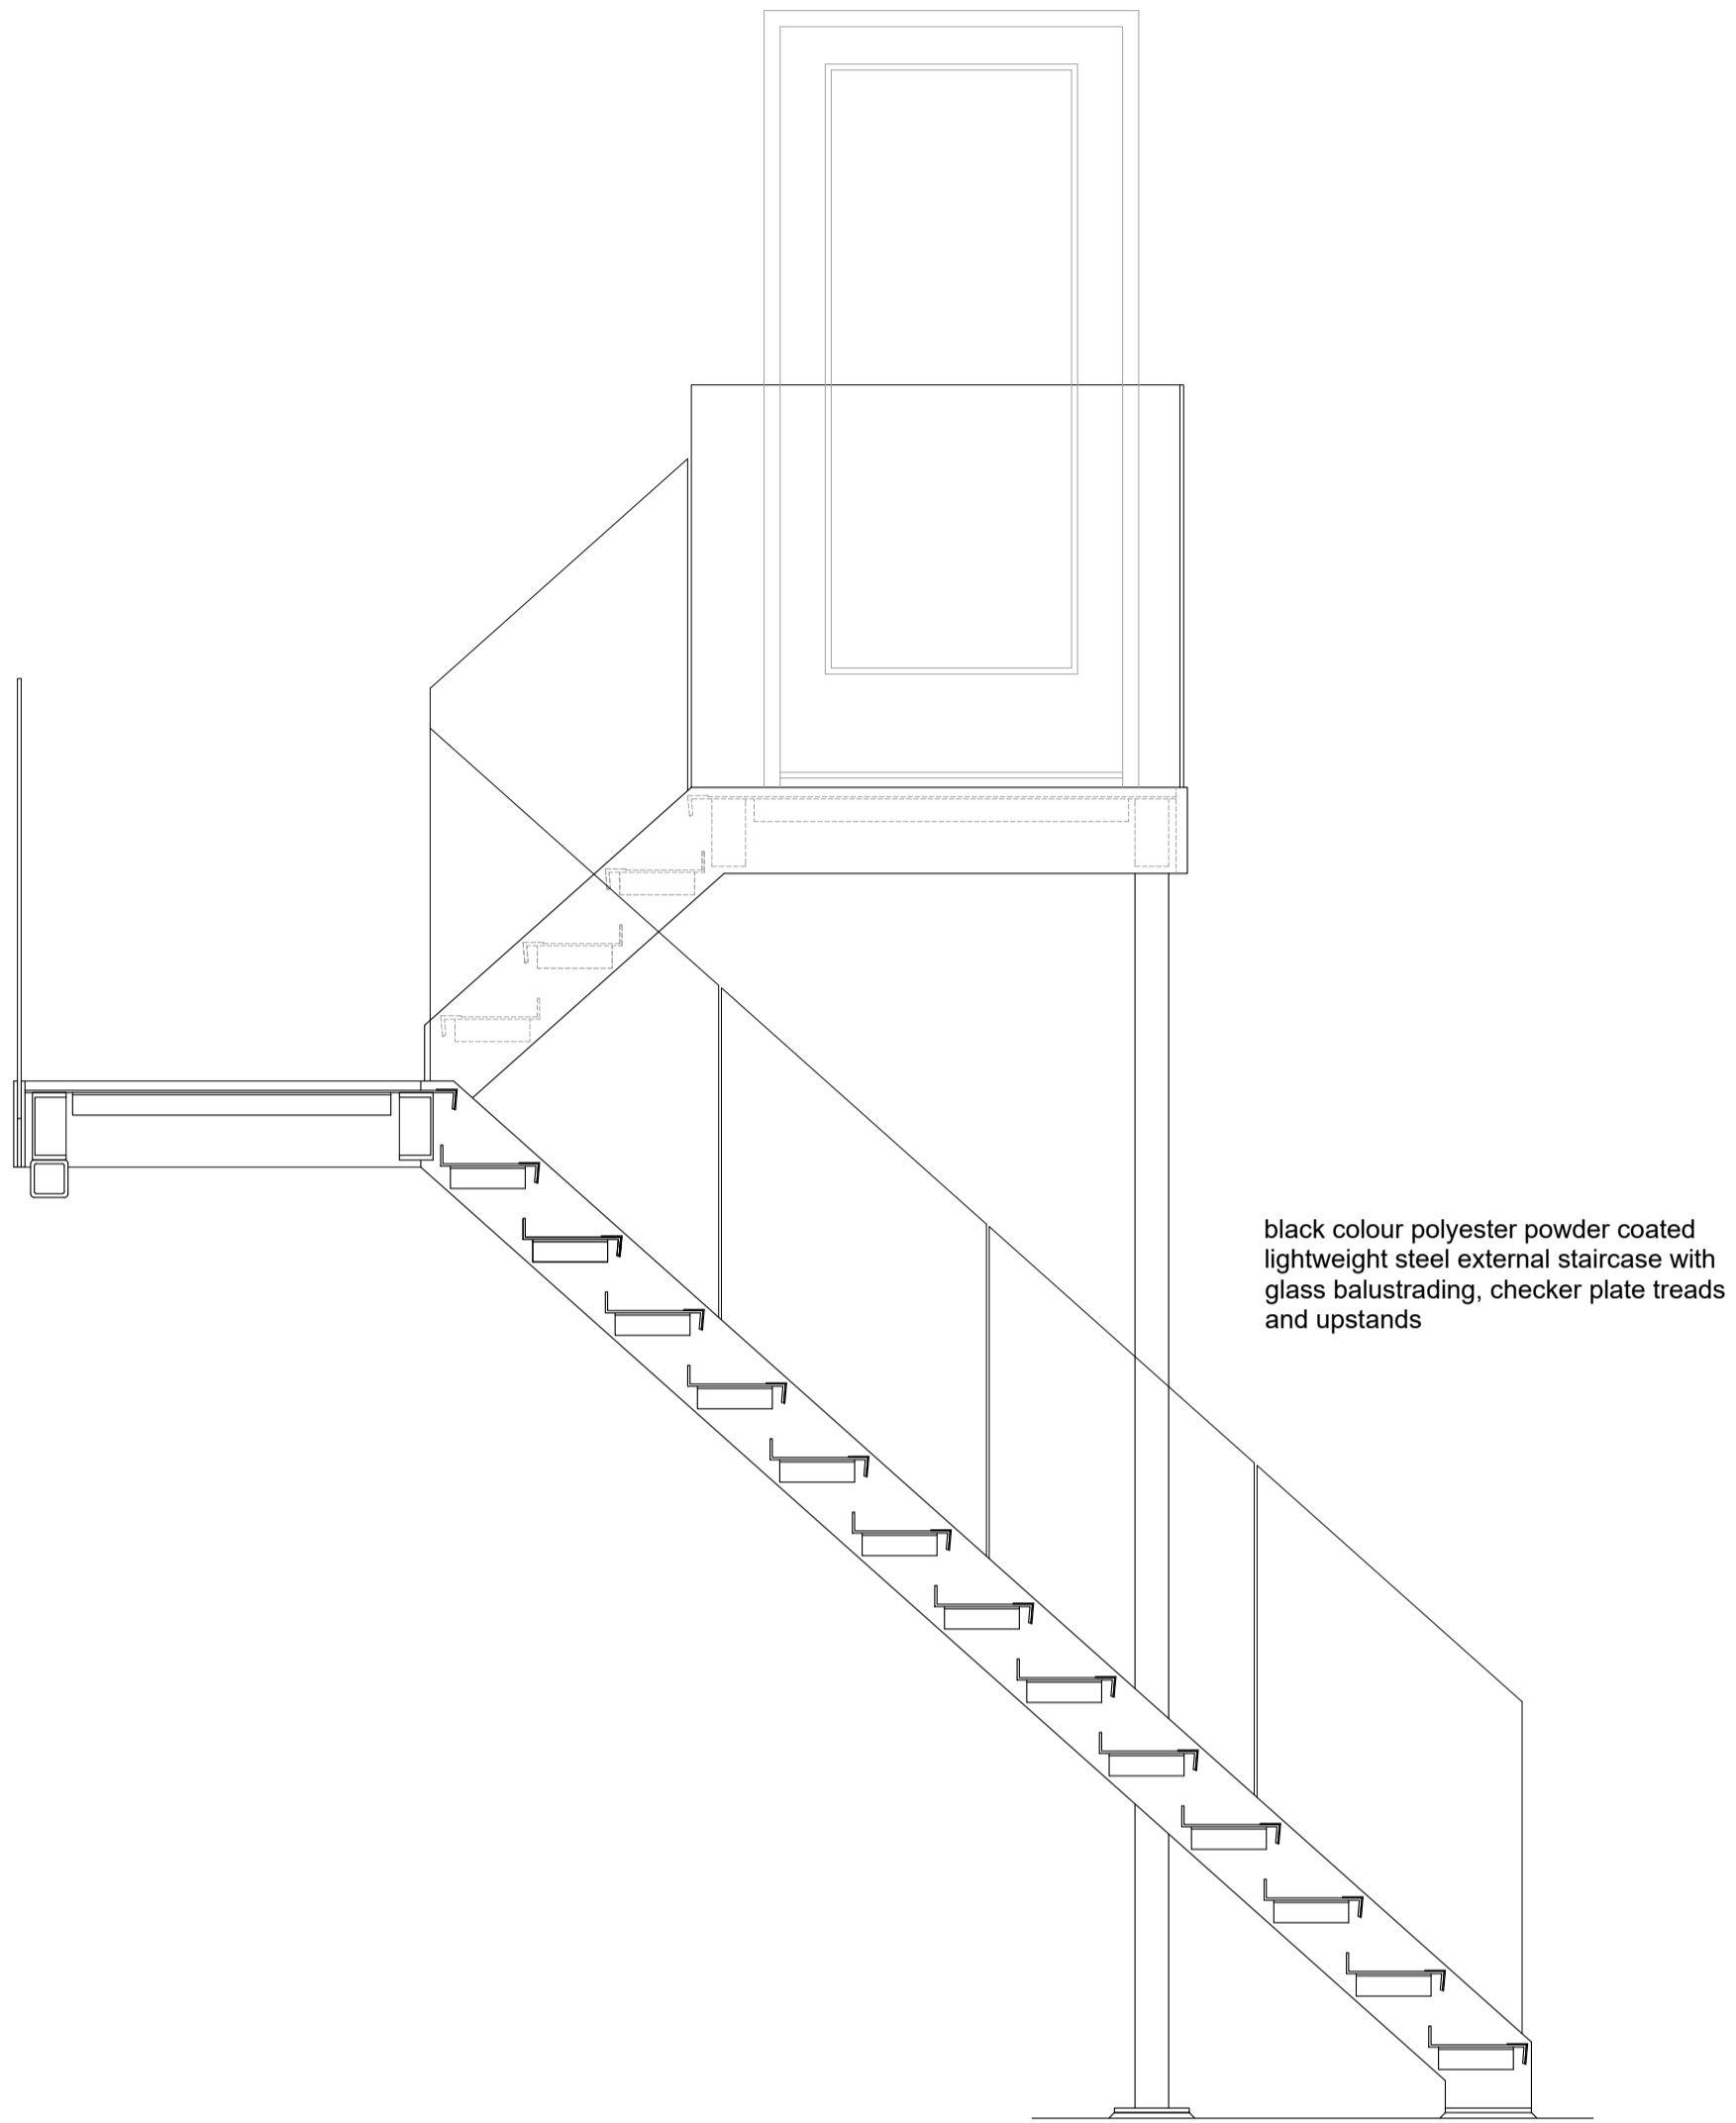 black colour polyester powder coated
lightweight steel external staircase with
glass balustrading, checker plate treads
and upstands